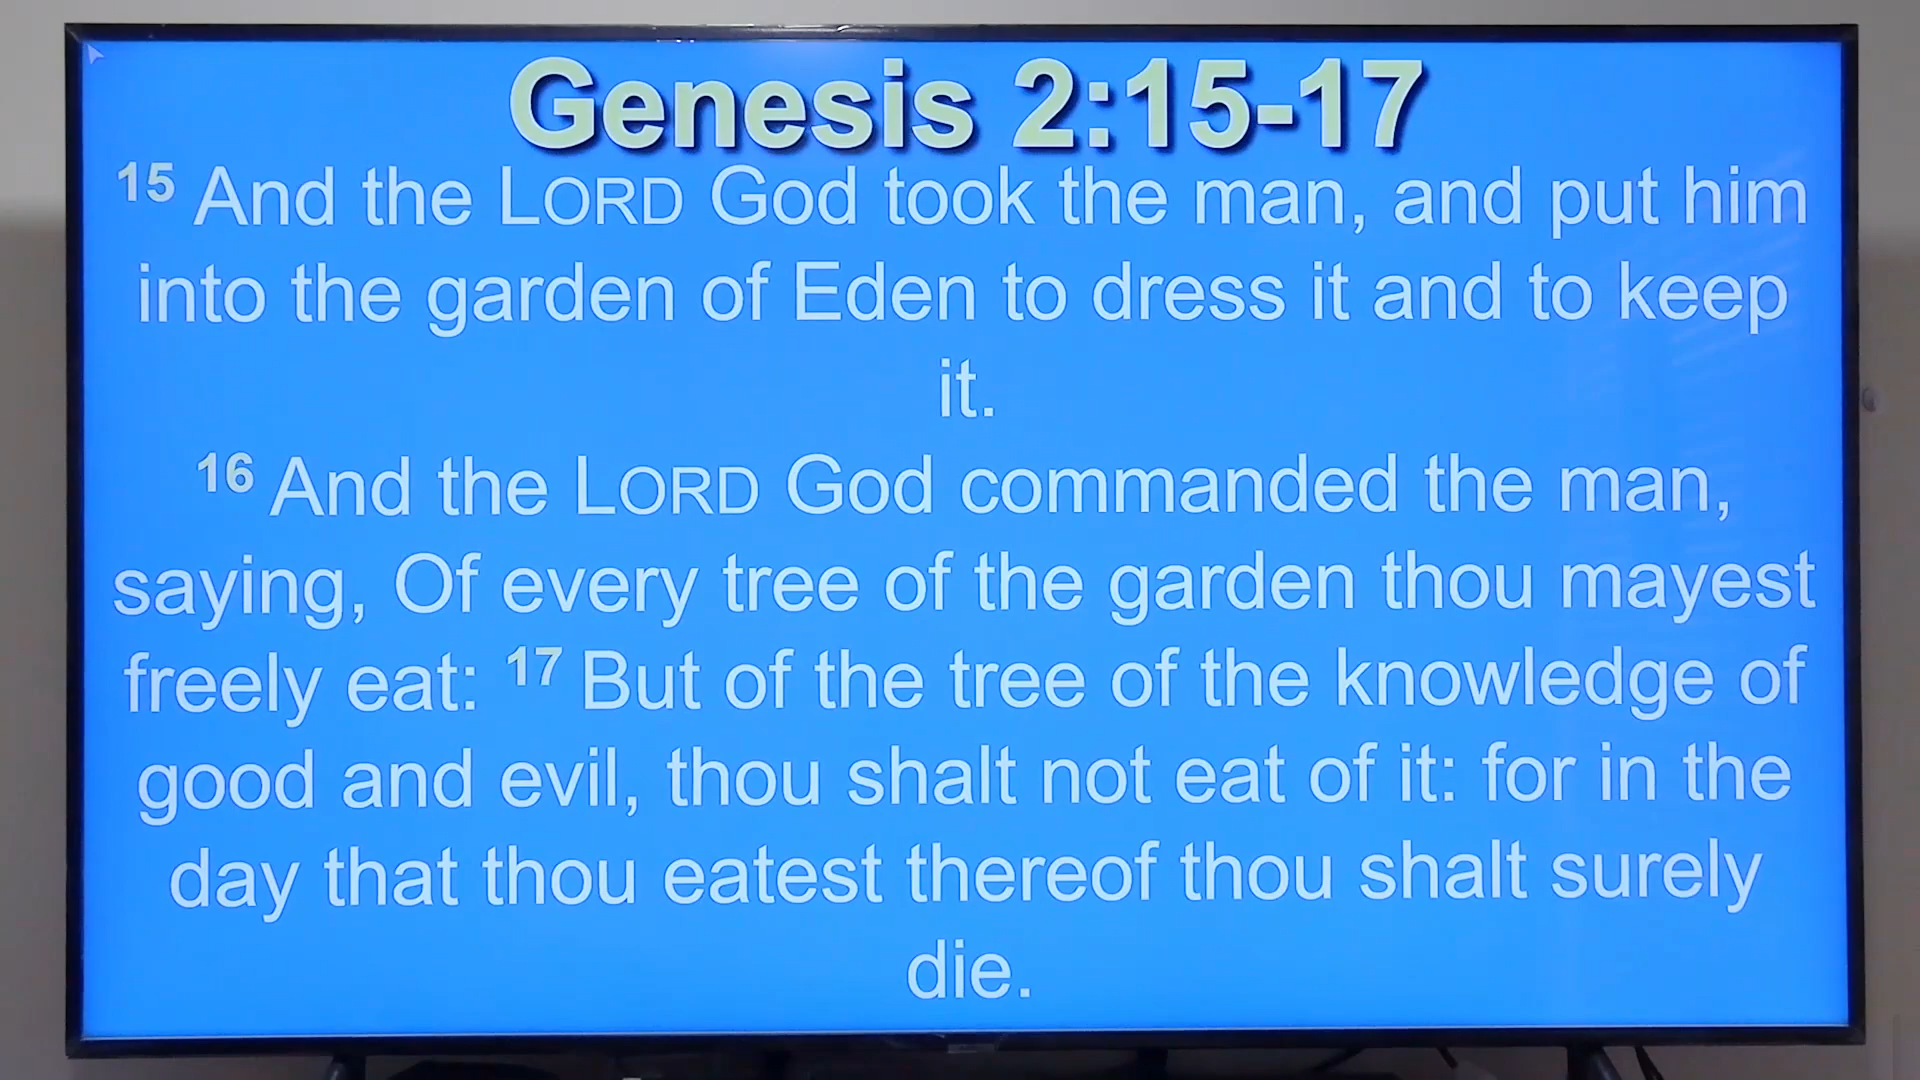 Genesis 2:15-17
15 And the LORD God took the man, and put him
into the garden of Eden to dress it and to keep
it.
16 And the LORD God commanded the man,
saying, Of every tree of the garden thou mayest
freely eat: 17 But of the tree of the knowledge of
good and evil, thou shalt not eat of it: for in the
day that thou eatest thereof thou shalt surely
die.